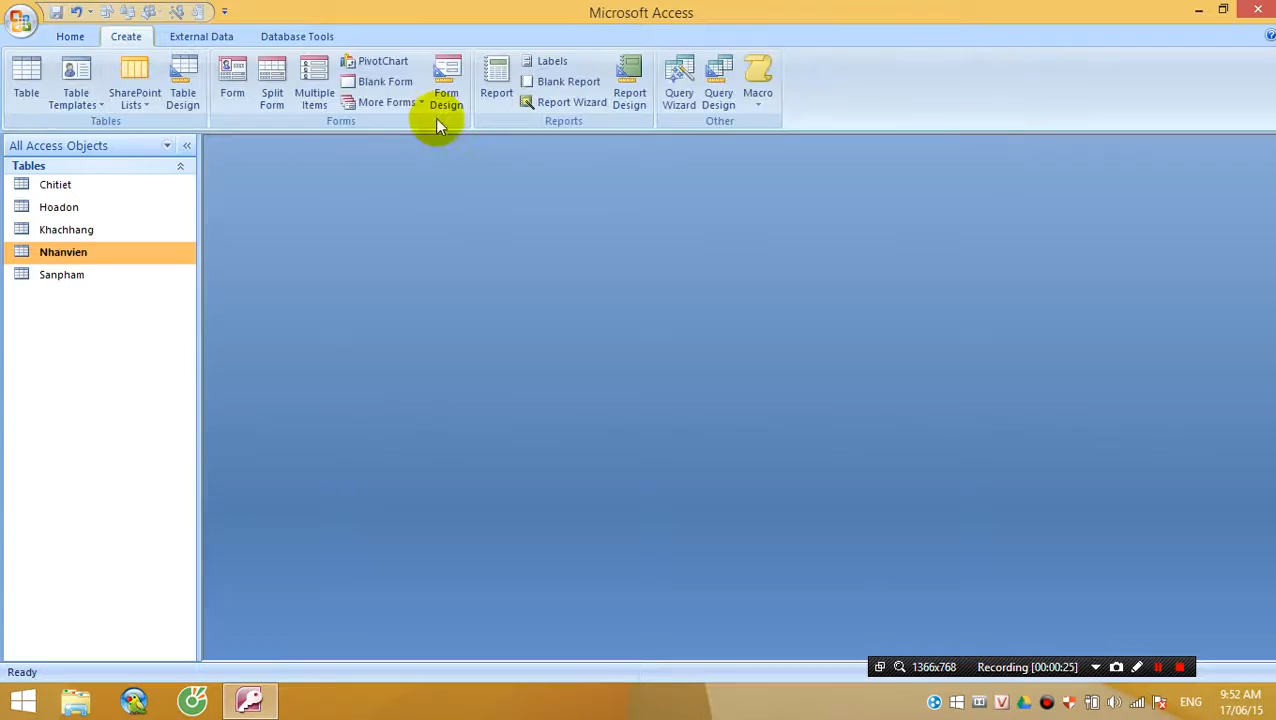 Microsoft Access
Home Create External Data Database Tools
Table
Table Templates
SharePoint Lists
Table Design
Form
Split Form
Multiple Items
PivotChart
Blank Form
More Forms
Form Design
Report
Labels
Blank Report
Report Wizard
Report Design
Query Wizard
Query Design
Macro
Tables Forms Reports Other
All Access Objects
Tables
Chitiet
Hoadon
Khachhang
Nhanvien
Sanpham
Ready
1366x768 Recording [00:00:25]
ENG
9:52 AM
17/06/15